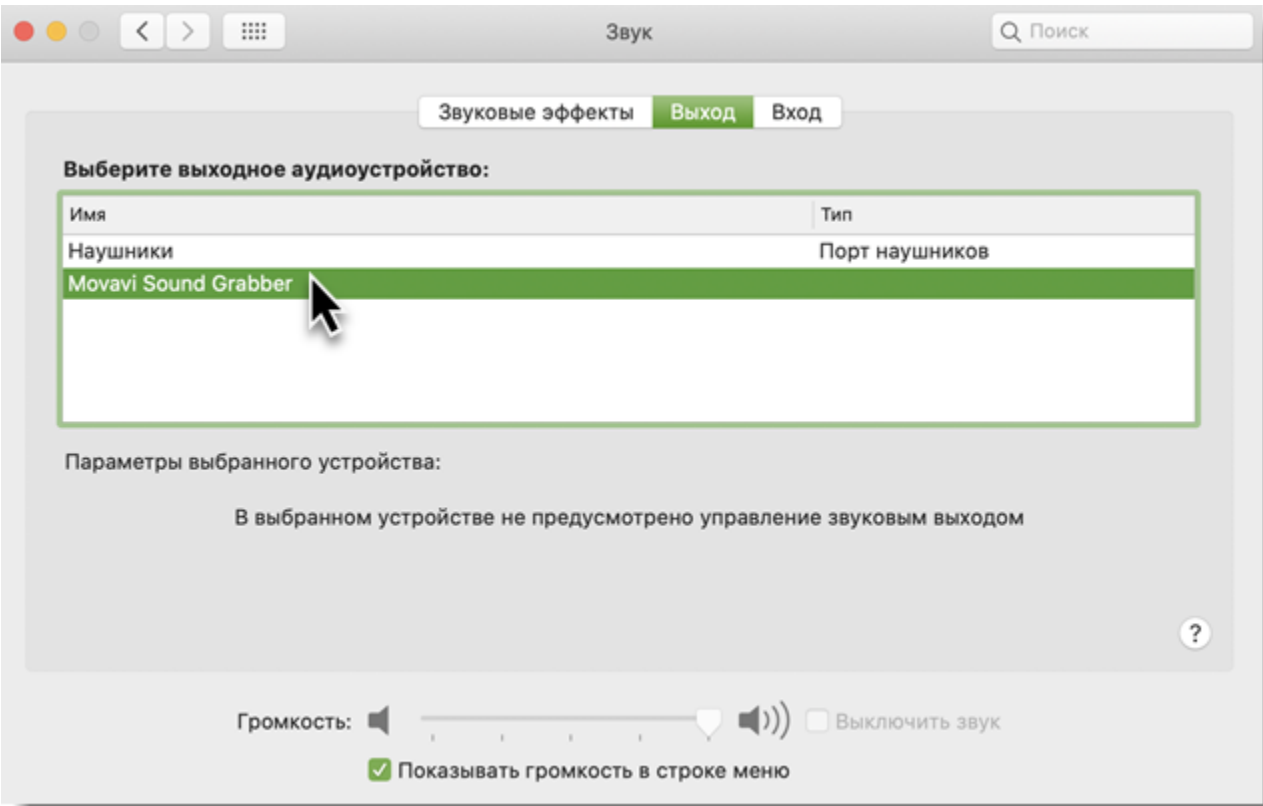 Звук
Поиск
Звуковые эффекты Выход Вход
Выберите выходное аудиоустройство:
Имя Тип
Наушники Порт наушников
Movavi Sound Grabber
Параметры выбранного устройства:
В выбранном устройстве не предусмотрено управление звуковым выходом
?
Громкость: Выключить звук
Показывать громкость в строке меню